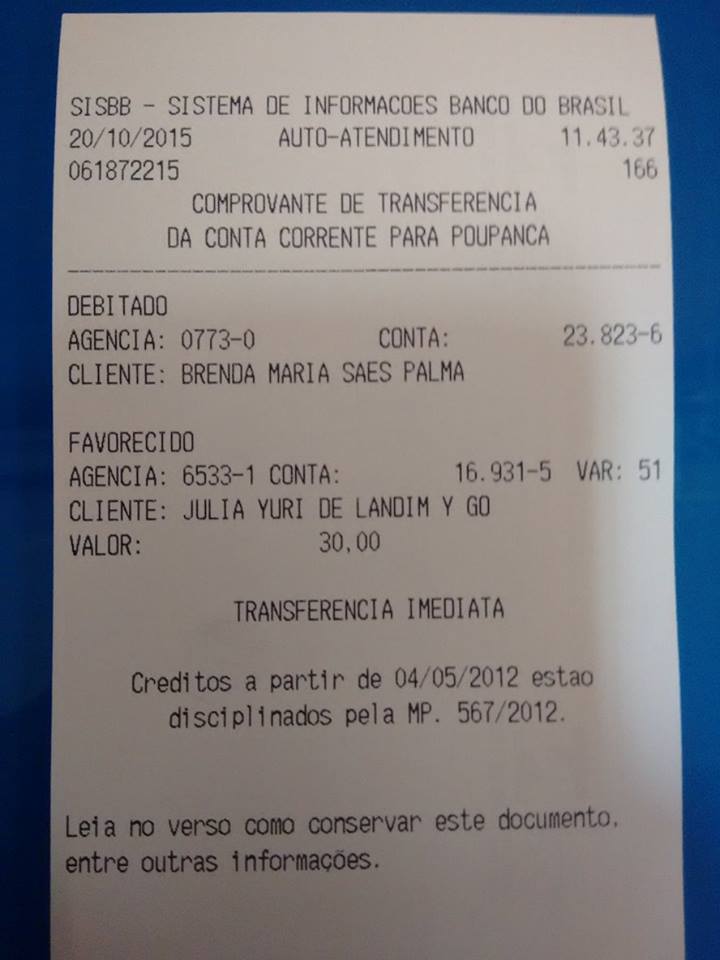 SISBB - SISTEMA DE INFORMACOES BANCO DO BRASIL
20/10/2015 AUTO-ATENDIMENTO 11.43.37
061872215 166
COMPROVANTE DE TRANSFERENCIA
DA CONTA CORRENTE PARA POUPANCA
DEBITADO
AGENCIA: 0773-0 CONTA: 23.823-6
CLIENTE: BRENDA MARIA SAES PALMA
FAVORECIDO
AGENCIA: 6533-1 CONTA: 16.931-5 VAR: 51
CLIENTE: JULIA YURI DE LANDIM Y GO
VALOR: 30,00
TRANSFERENCIA IMEDIATA
Creditos a partir de 04/05/2012 estao
disciplinados pela MP. 567/2012.
Leia no verso como conservar este documento,
entre outras informações.